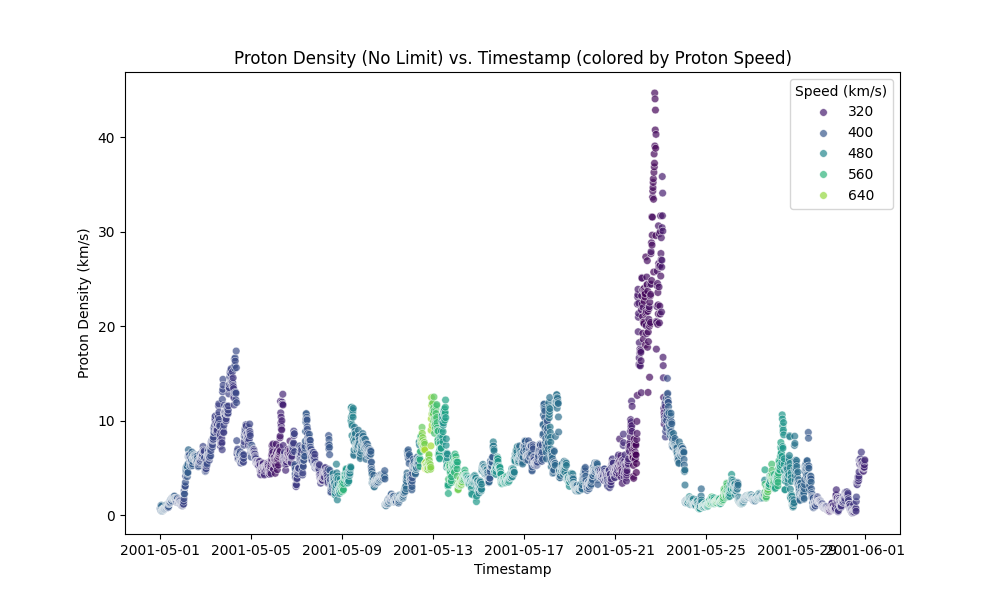 Proton Density (No Limit) vs. Timestamp (colored by Proton Speed)
Speed (km/s)
320
400
480
560
640
Proton Density (km/s)
40
30
20
10
0
2001-05-01 2001-05-05 2001-05-09 2001-05-13 2001-05-17 2001-05-21 2001-05-25 2001-05-29 2001-06-01
Timestamp